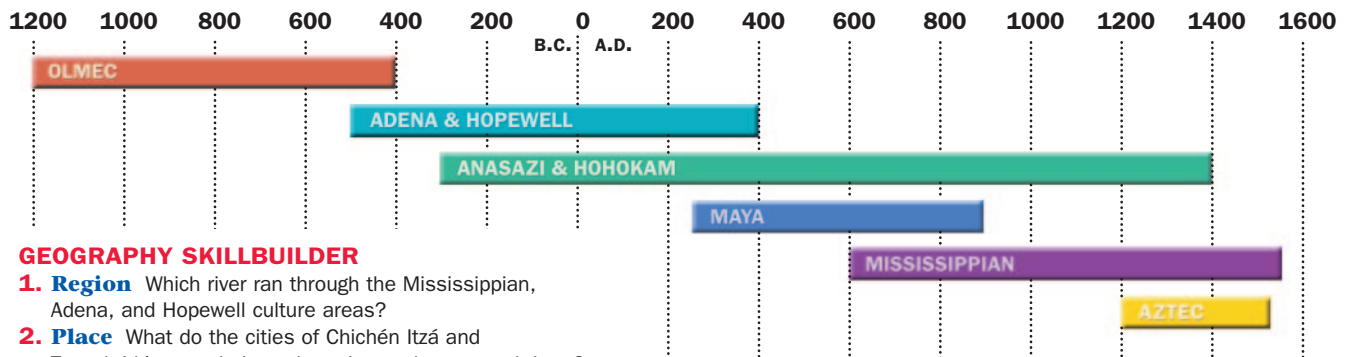 1200 1000 800 600 400 200 0 200 400 600 800 1000 1200 1400 1600
B.C. A.D.
OLMEC
ADENA & HOPEWELL
ANASAZI & HOHOKAM
MAYA
MISSISSIPPIAN
AZTEC
GEOGRAPHY SKILLBUILDER
1. Region Which river ran through the Mississippian,
Adena, and Hopewell culture areas?
2. Place What do the cities of Chichén Itzá and